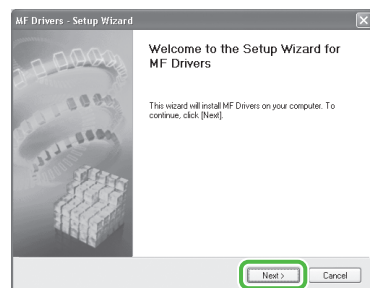 MF Drivers - Setup Wizard
Welcome to the Setup Wizard for
MF Drivers
This wizard will install MF Drivers on your computer. To
continue, click [Next].
Next >
Cancel